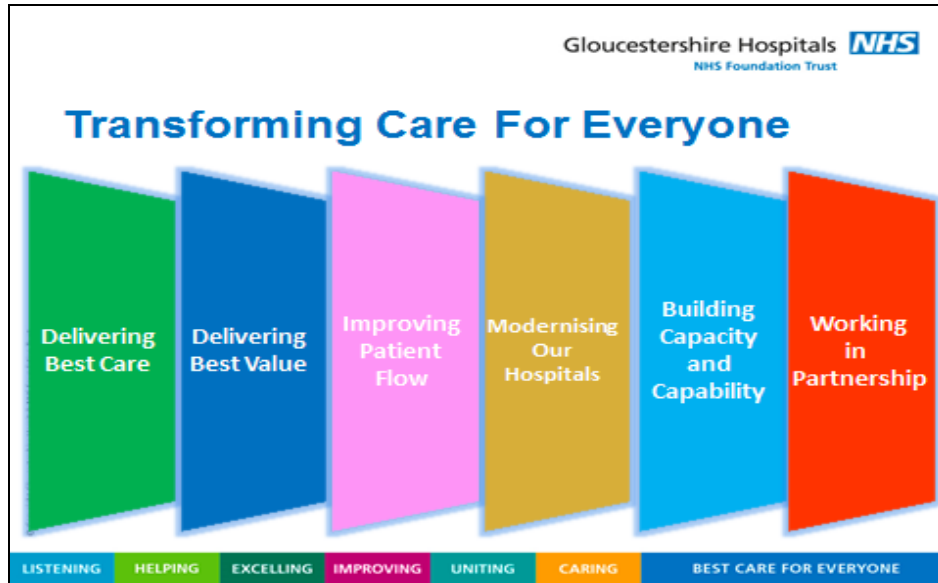 Gloucestershire Hospitals NHS
NHS Foundation Trust
Transforming Care For Everyone
Delivering
Best Care
Delivering
Best Value
Improving
Patient
Flow
Modernising
Our
Hospitals
Building
Capacity
and
Capability
Working
in
Partnership
LISTENING HELPING EXCELLING IMPROVING UNITING CARING BEST CARE FOR EVERYONE